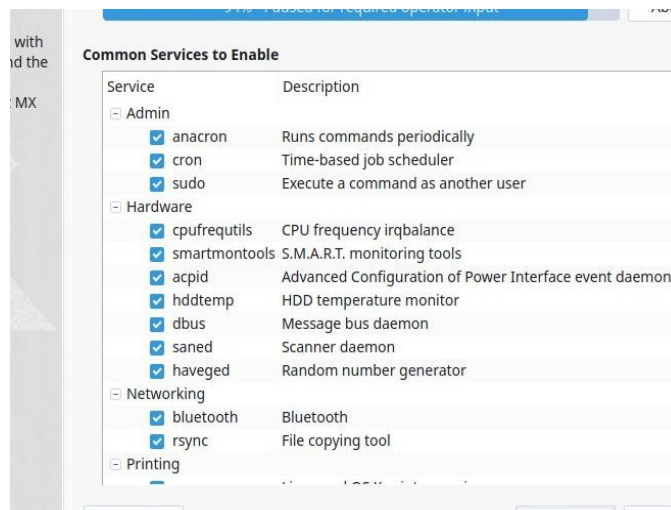 with
nd the
MX
Common Services to Enable
Service Description
Admin
anacron Runs commands periodically
cron Time-based job scheduler
sudo Execute a command as another user
Hardware
cpufrequtils CPU frequency irqbalance
smartmontools S.M.A.R.T. monitoring tools
acpid Advanced Configuration of Power Interface event daemon
hddtemp HDD temperature monitor
dbus Message bus daemon
saned Scanner daemon
haveged Random number generator
Networking
bluetooth Bluetooth
rsync File copying tool
Printing